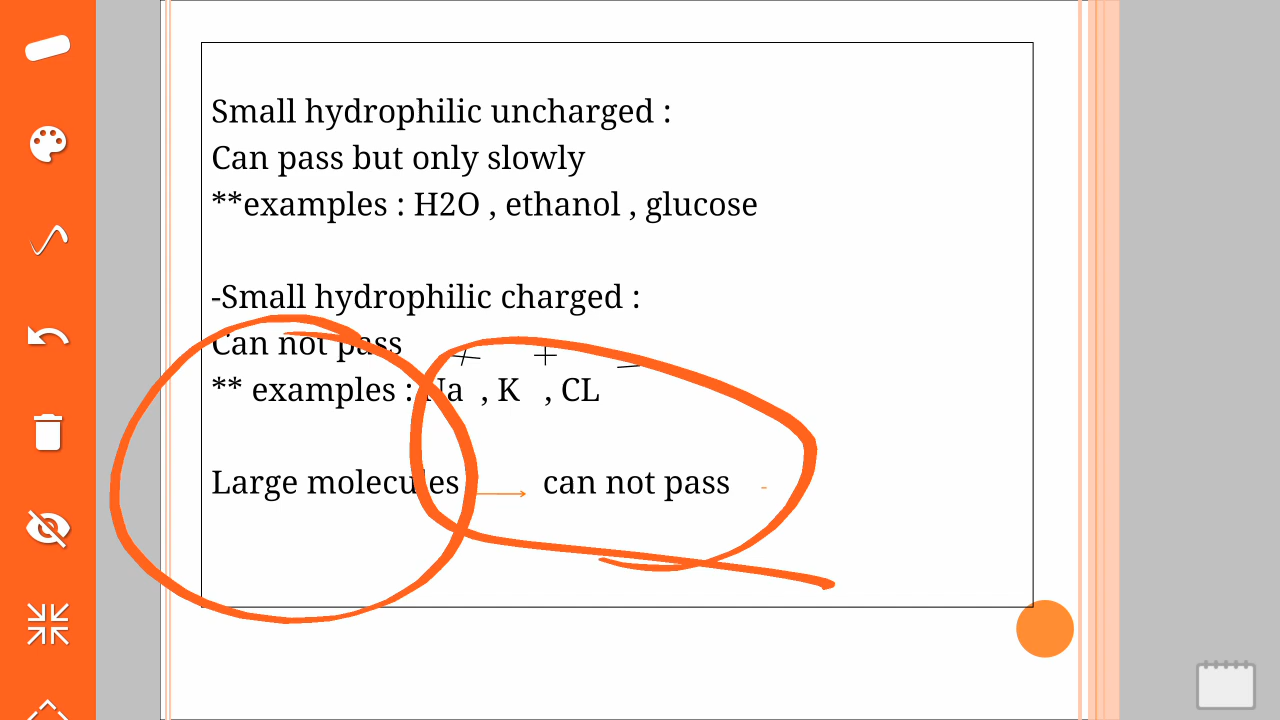 Small hydrophilic uncharged :
Can pass but only slowly
**examples : H2O , ethanol , glucose
-Small hydrophilic charged :
Can not pass
** examples : Na+ , K+ , CL-
Large molecules → can not pass -